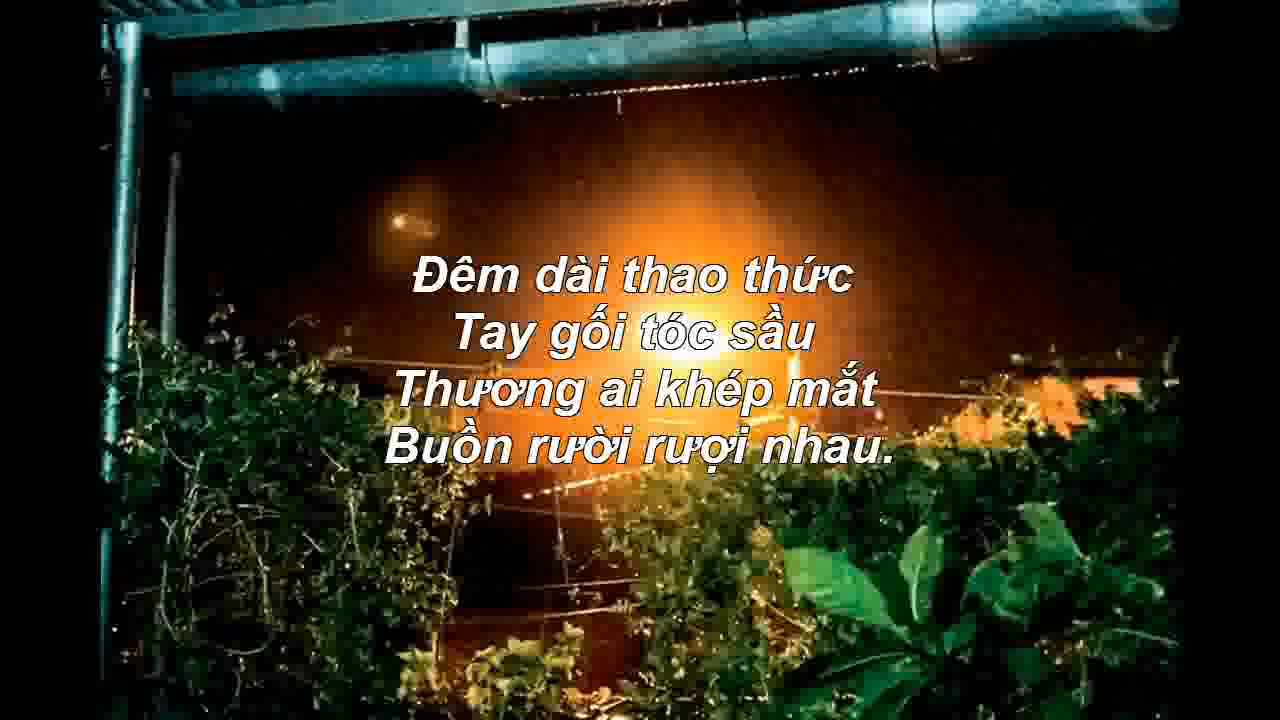 Đêm dài thao thức
Tay gối tóc sầu
Thương ai khép mắt
Buồn rười rượi nhau.